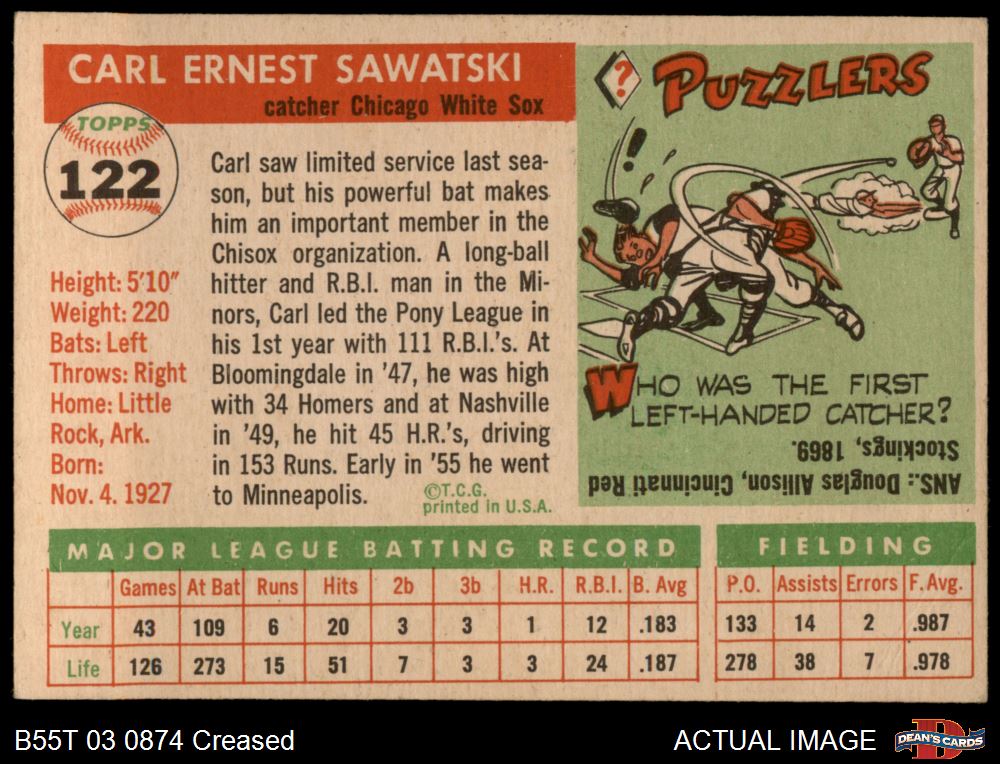 CARL ERNEST SAWATSKI
catcher Chicago White Sox
TOPPS
122
Height: 5'10"
Weight: 220
Bats: Left
Throws: Right
Home: Little
Rock, Ark.
Born:
Nov. 4. 1927
Carl saw limited service last sea-
son, but his powerful bat makes
him an important member in the
Chisox organization. A long-ball
hitter and R.B.I. man in the Mi-
nors, Carl led the Pony League in
his 1st year with 111 R.B.I.'s. At
Bloomingdale in '47, he was high
with 34 Homers and at Nashville
in '49, he hit 45 H.R.'s, driving
in 153 Runs. Early in '55 he went
to Minneapolis.
©T.C.G.
printed in U.S.A.
?
PUZZLERS
!
WHO WAS THE FIRST
LEFT-HANDED CATCHER?
ANS.: Douglas Allison, Cincinnati Red
Stockings, 1869.
MAJOR LEAGUE BATTING RECORD
Games At Bat Runs Hits 2b 3b H.R. R.B.I. B. Avg
Year 43 109 6 20 3 3 1 12 .183
Life 126 273 15 51 7 3 3 24 .187
FIELDING
P.O. Assists Errors F. Avg.
133 14 2 .987
278 38 7 .978
B55T 03 0874 Creased
ACTUAL IMAGE
D
DEAN'S CARDS